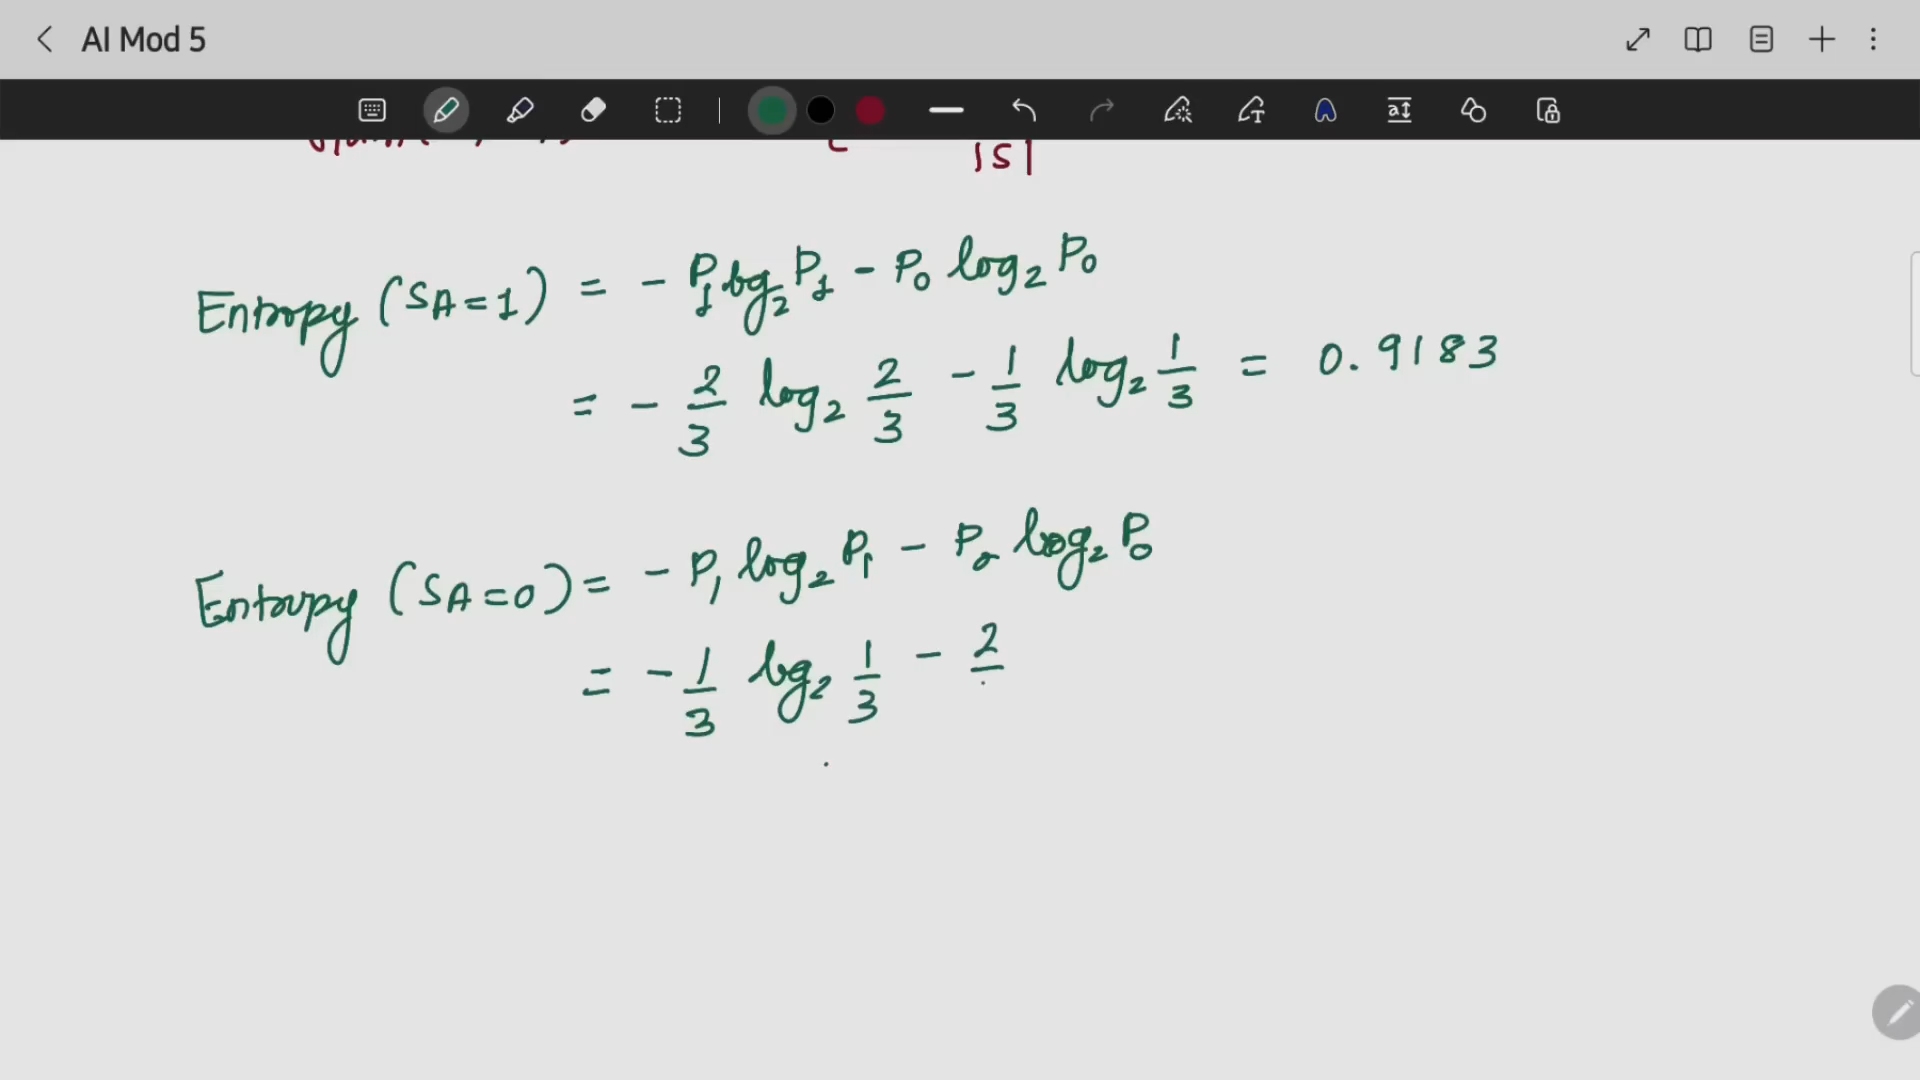 AI Mod 5
|S|
Entropy (SA=1) = - P₁ log₂ P₁ - P₀ log₂ P₀
= - 2/3 log₂ 2/3 - 1/3 log₂ 1/3 = 0.9183
Entropy (SA=0) = - P₁ log₂ P₁ - P₀ log₂ P₀
= - 1/3 log₂ 1/3 - 2